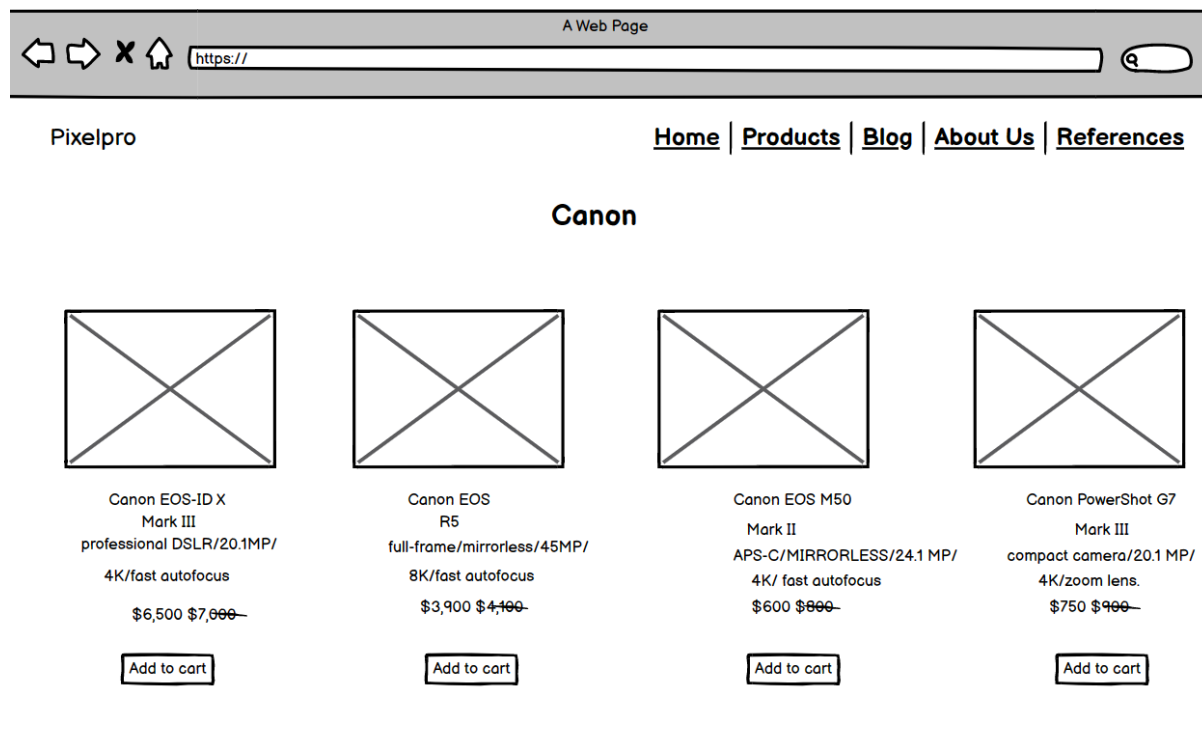 A Web Page
https://
Pixelpro
Home | Products | Blog | About Us | References
Canon
Canon EOS-ID X
Mark III
professional DSLR/20.1MP/
4K/fast autofocus
$6,500 $7,000
Add to cart
Canon EOS
R5
full-frame/mirrorless/45MP/
8K/fast autofocus
$3,900 $4,100
Add to cart
Canon EOS M50
Mark II
APS-C/MIRRORLESS/24.1 MP/
4K/ fast autofocus
$600 $800
Add to cart
Canon PowerShot G7
Mark III
compact camera/20.1 MP/
4K/zoom lens.
$750 $900
Add to cart